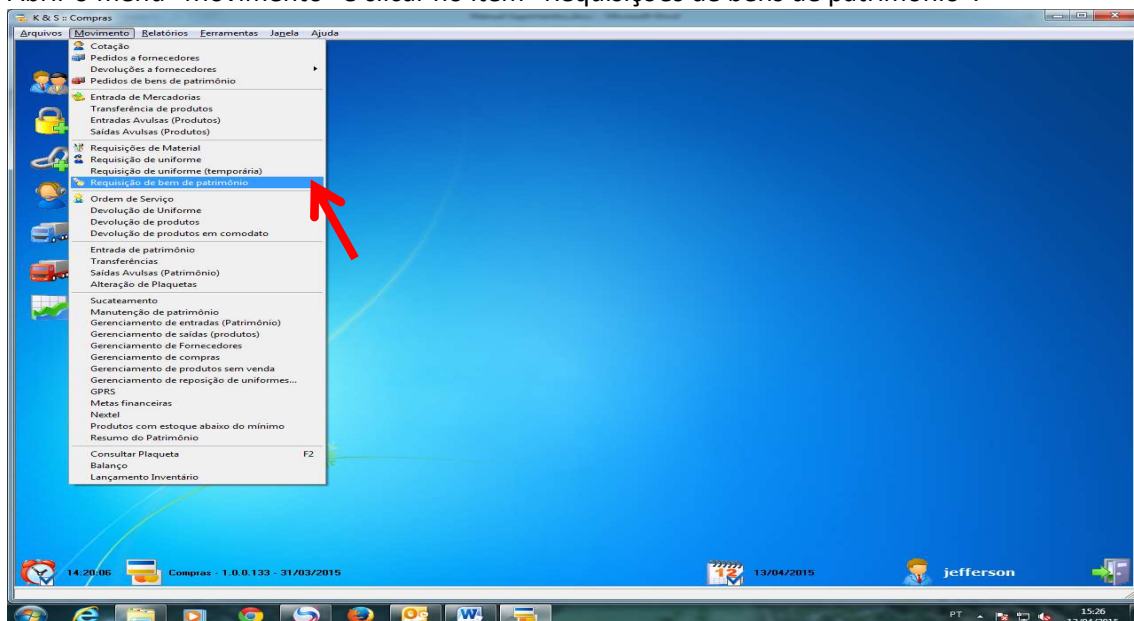 Abrir o menu "Movimento" e clicar no item "Requisições de bens de patrimônio".
K & S :: Compras
Arquivos Movimento Relatórios Ferramentas Janela Ajuda
Cotação
Pedidos a fornecedores
Devoluções a fornecedores
Pedidos de bens de patrimônio
Entrada de Mercadorias
Transferência de produtos
Entradas Avulsas (Produtos)
Saídas Avulsas (Produtos)
Requisições de Material
Requisição de uniforme
Requisição de uniforme (temporária)
Requisição de bem de patrimônio
Ordem de Serviço
Devolução de Uniforme
Devolução de produtos
Devolução de produtos em comodato
Entrada de patrimônio
Transferências
Saídas Avulsas (Patrimônio)
Alteração de Plaquetas
Sucateamento
Manutenção de patrimônio
Gerenciamento de entradas (Patrimônio)
Gerenciamento de saídas (produtos)
Gerenciamento de Fornecedores
Gerenciamento de compras
Gerenciamento de produtos sem venda
Gerenciamento de reposição de uniformes...
GPRS
Metas financeiras
Nextel
Produtos com estoque abaixo do mínimo
Resumo do Patrimônio
Consultar Plaqueta F2
Balanço
Lançamento Inventário
14:20:06 Compras - 1.0.0.133 - 31/03/2015 12 13/04/2015 jefferson
PT 15:26
13/04/2015